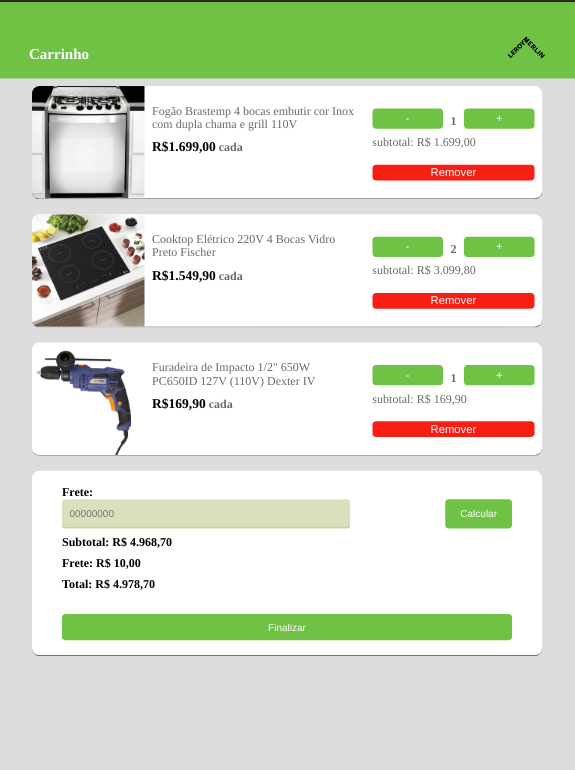 Carrinho
LEROY MERLIN
Fogão Brastemp 4 bocas embutir cor Inox
com dupla chama e grill 110V
R$1.699,00 cada
- 1 +
subtotal: R$ 1.699,00
Remover
Cooktop Elétrico 220V 4 Bocas Vidro
Preto Fischer
R$1.549,90 cada
- 2 +
subtotal: R$ 3.099,80
Remover
Furadeira de Impacto 1/2" 650W
PC650ID 127V (110V) Dexter IV
R$169,90 cada
- 1 +
subtotal: R$ 169,90
Remover
Frete:
00000000
Calcular
Subtotal: R$ 4.968,70
Frete: R$ 10,00
Total: R$ 4.978,70
Finalizar